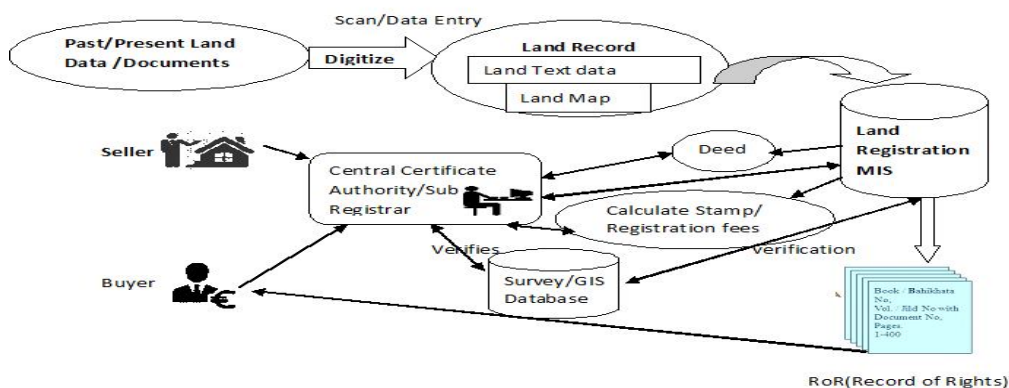 Scan/Data Entry
Past/Present Land
Data /Documents
Digitize
Land Record
Land Text data
Land Map
Land
Registration
MIS
Seller
Deed
Central Certificate
Authority/Sub
Registrar
Calculate Stamp/
Registration fees
Verifies
Verification
Buyer
Survey/GIS
Database
Book / Bahikhata
No,
Vol. / Jild No with
Document No,
Pages.
1-400
RoR(Record of Rights)